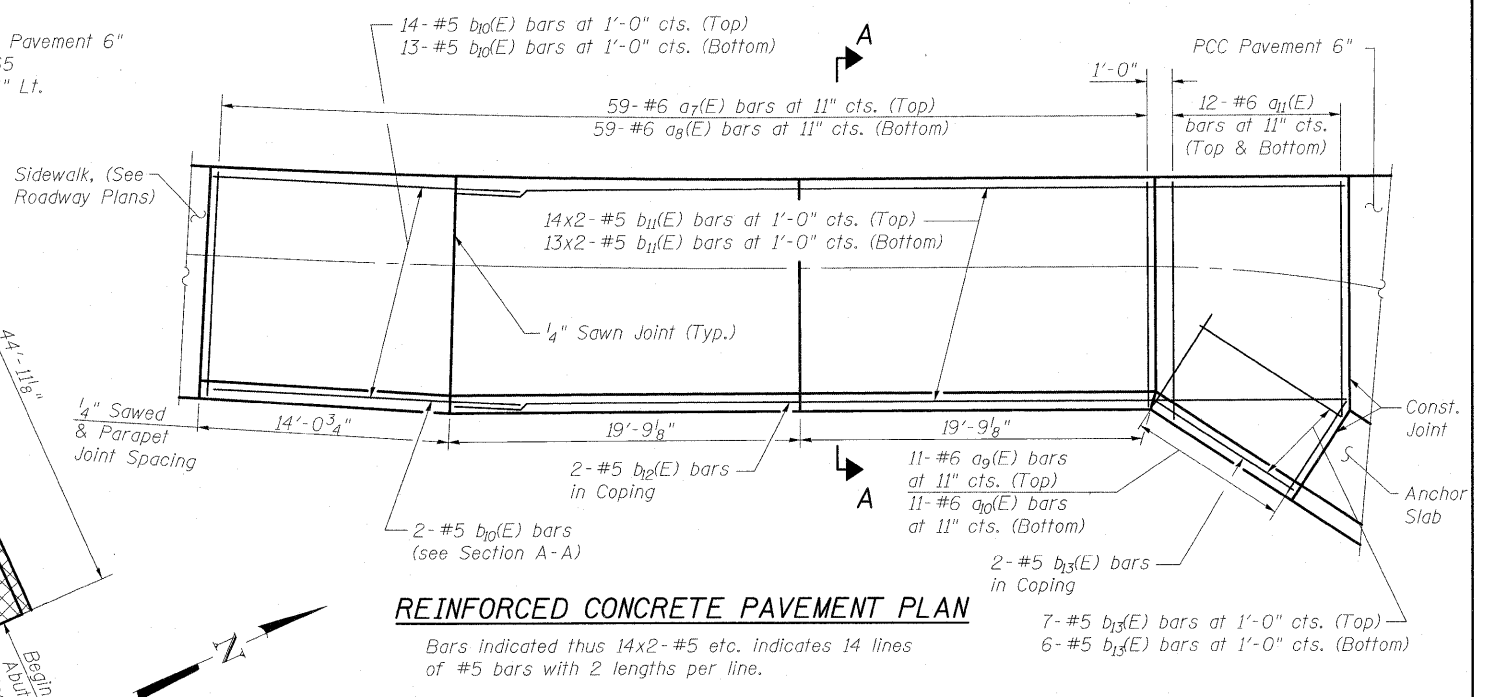 Pavement 6"
65
" Lt.
14-#5 b10(E) bars at 1'-0" cts. (Top)
13-#5 b10(E) bars at 1'-0" cts. (Bottom)
A
PCC Pavement 6"
1'-0"
59-#6 a7(E) bars at 11" cts. (Top)
59-#6 a8(E) bars at 11" cts. (Bottom)
12-#6 a11(E)
bars at 11" cts.
(Top & Bottom)
Sidewalk, (See
Roadway Plans)
14x2-#5 b11(E) bars at 1'-0" cts. (Top)
13x2-#5 b11(E) bars at 1'-0" cts. (Bottom)
1/4" Sawn Joint (Typ.)
44'-11 1/8"
1/4" Sawed
& Parapet
Joint Spacing
14'-0 3/4"
19'-9 1/8"
19'-9 1/8"
Const.
Joint
2-#5 b12(E) bars
in Coping
A
11-#6 a9(E) bars
at 11" cts. (Top)
11-#6 a10(E) bars
at 11" cts. (Bottom)
Anchor
Slab
2-#5 b10(E) bars
(see Section A-A)
2-#5 b13(E) bars
in Coping
REINFORCED CONCRETE PAVEMENT PLAN
7-#5 b13(E) bars at 1'-0" cts. (Top)
6-#5 b13(E) bars at 1'-0" cts. (Bottom)
Bars indicated thus 14x2-#5 etc. indicates 14 lines
of #5 bars with 2 lengths per line.
N
Begin
Abut